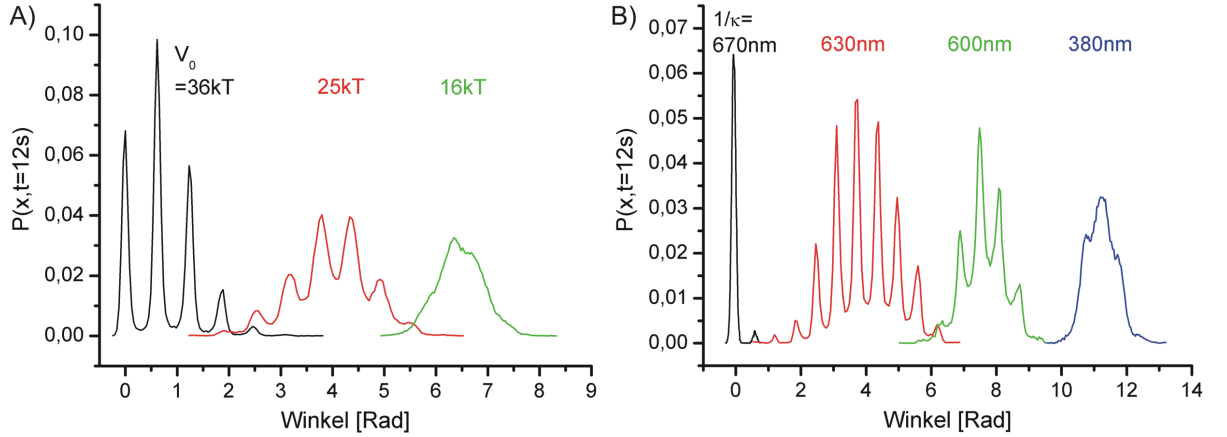 A)
V0
=36kT
25kT
16kT
0,10
0,08
0,06
0,04
0,02
0,00
P(x,t=12s)
0 1 2 3 4 5 6 7 8 9
Winkel [Rad]
B)
1/κ=
670nm 630nm 600nm 380nm
0,07
0,06
0,05
0,04
0,03
0,02
0,01
0,00
P(x,t=12s)
0 2 4 6 8 10 12 14
Winkel [Rad]